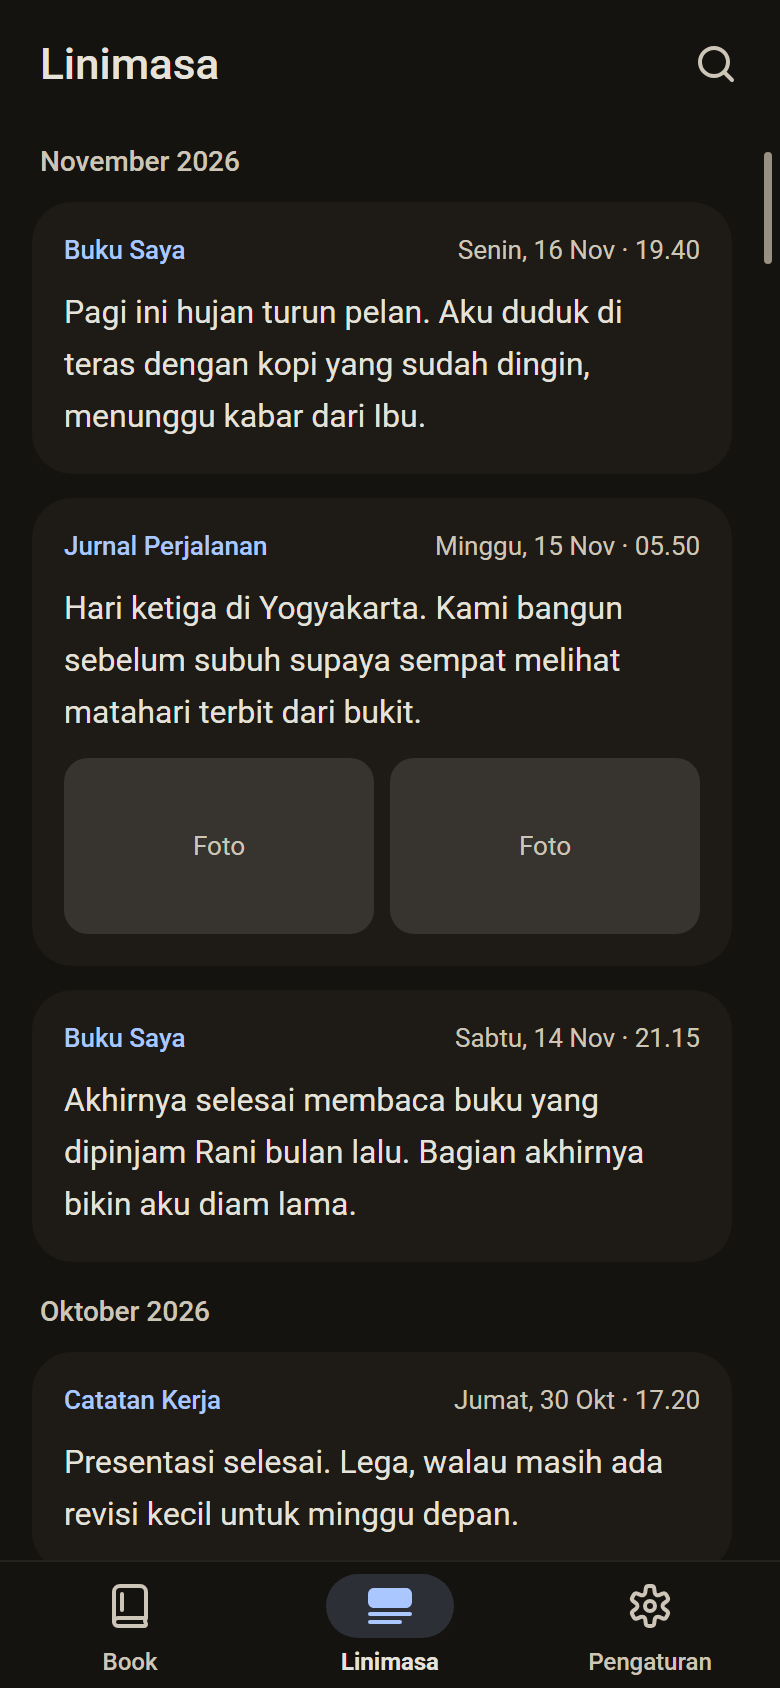 Linimasa
November 2026
Buku Saya
Senin, 16 Nov · 19.40
Pagi ini hujan turun pelan. Aku duduk di
teras dengan kopi yang sudah dingin,
menunggu kabar dari Ibu.
Jurnal Perjalanan
Minggu, 15 Nov · 05.50
Hari ketiga di Yogyakarta. Kami bangun
sebelum subuh supaya sempat melihat
matahari terbit dari bukit.
Foto
Foto
Buku Saya
Sabtu, 14 Nov · 21.15
Akhirnya selesai membaca buku yang
dipinjam Rani bulan lalu. Bagian akhirnya
bikin aku diam lama.
Oktober 2026
Catatan Kerja
Jumat, 30 Okt · 17.20
Presentasi selesai. Lega, walau masih ada
revisi kecil untuk minggu depan.
Book
Linimasa
Pengaturan